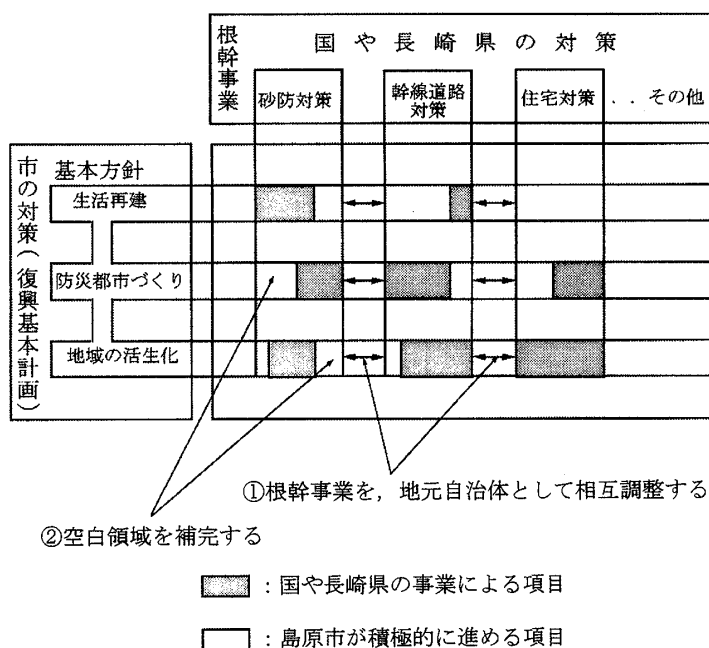 根幹事業
国や長崎県の対策
砂防対策
幹線道路
対策
住宅対策
. . その他
市の対策(復興基本計画)
基本方針
生活再建
防災都市づくり
地域の活生化
①根幹事業を,地元自治体として相互調整する
②空白領域を補完する
:国や長崎県の事業による項目
:島原市が積極的に進める項目